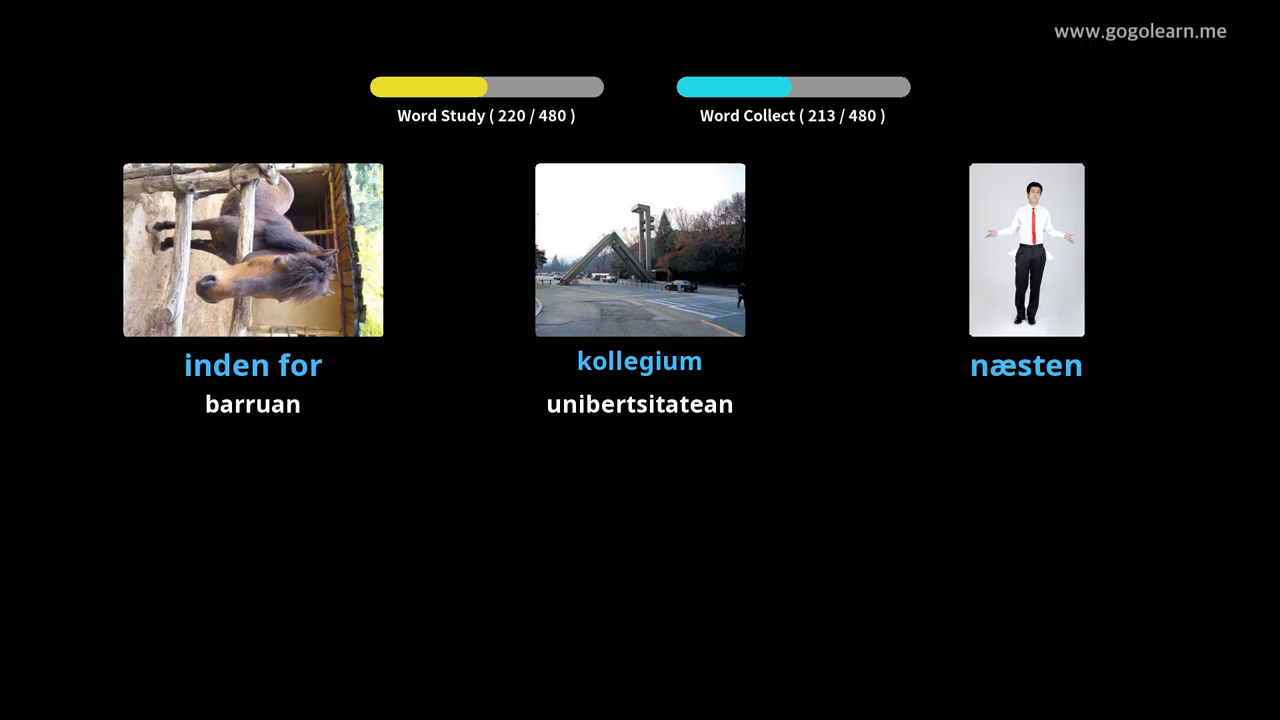 www.gogolearn.me
Word Study ( 220 / 480 )
Word Collect ( 213 / 480 )
inden for
kollegium
næsten
barruan
unibertsitatean